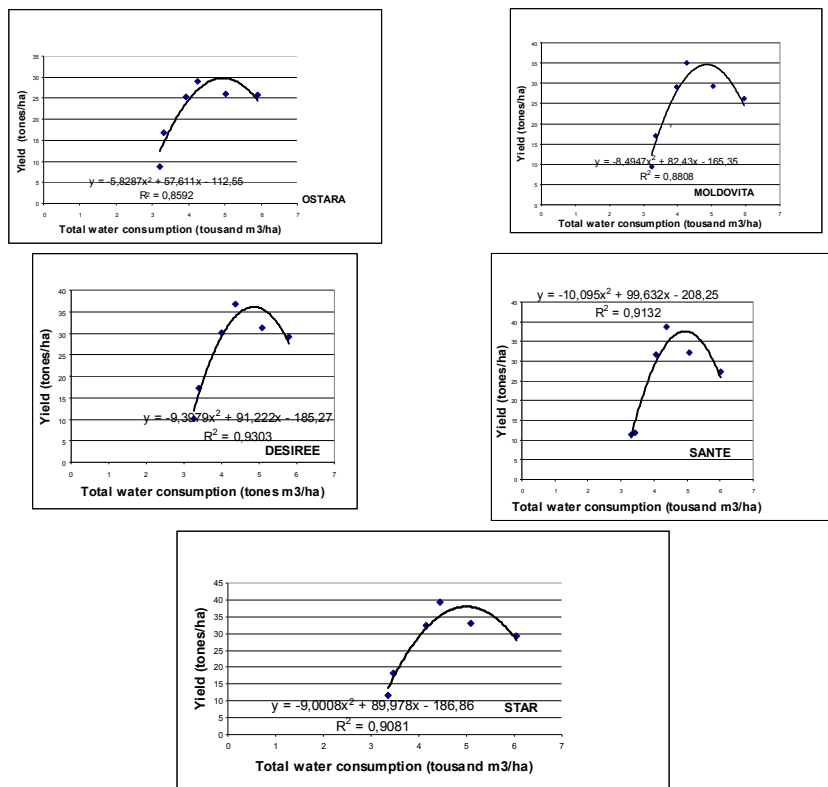 35
30
25
20
15
10
5
0
Yield (tones/ha)
y = -5,8287x² + 57,611x - 112,55
R² = 0,8592
OSTARA
0 1 2 3 4 5 6 7
Total water consumption (tousand m3/ha)
40
35
30
25
20
15
10
5
0
Yield (tones/ha)
y = -8,4947x² + 82,43x - 165,35
R² = 0,8808
MOLDOVITA
0 1 2 3 4 5 6 7
Total water consumption (tousand m3/ha)
40
35
30
25
20
15
10
5
0
Yield (tones/ha)
y = -9,3979x² + 91,222x - 185,27
R² = 0,9303
DESIREE
0 1 2 3 4 5 6 7
Total water consumption (tones m3/ha)
y = -10,095x² + 99,632x - 208,25
R² = 0,9132
45
40
35
30
25
20
15
10
5
0
Yield (tones/ha)
SANTE
0 1 2 3 4 5 6 7
Total water consumption (tousand m3/ha)
45
40
35
30
25
20
15
10
5
0
Yield (tones/ha)
y = -9,0008x² + 89,978x - 186,86
R² = 0,9081
STAR
0 1 2 3 4 5 6 7
Total water consumption (tousand m3/ha)